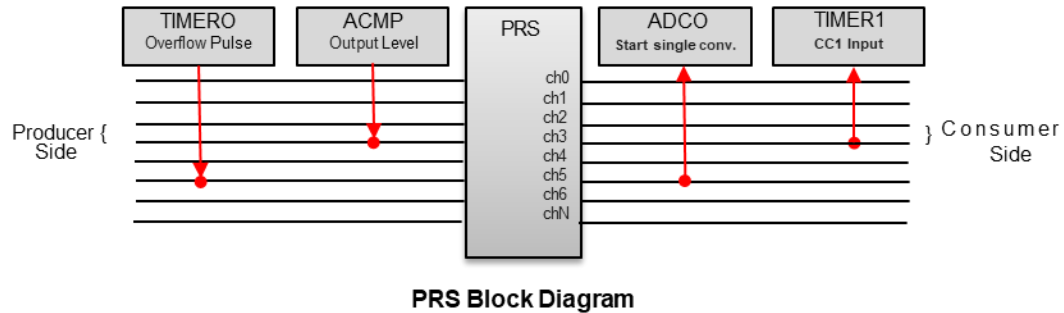 TIMERO
Overflow Pulse
ACMP
Output Level
PRS
ADCO
Start single conv.
TIMER1
CC1 Input
ch0
ch1
ch2
ch3
ch4
ch5
ch6
chN
Producer {
Side
} Consumer
Side
PRS Block Diagram